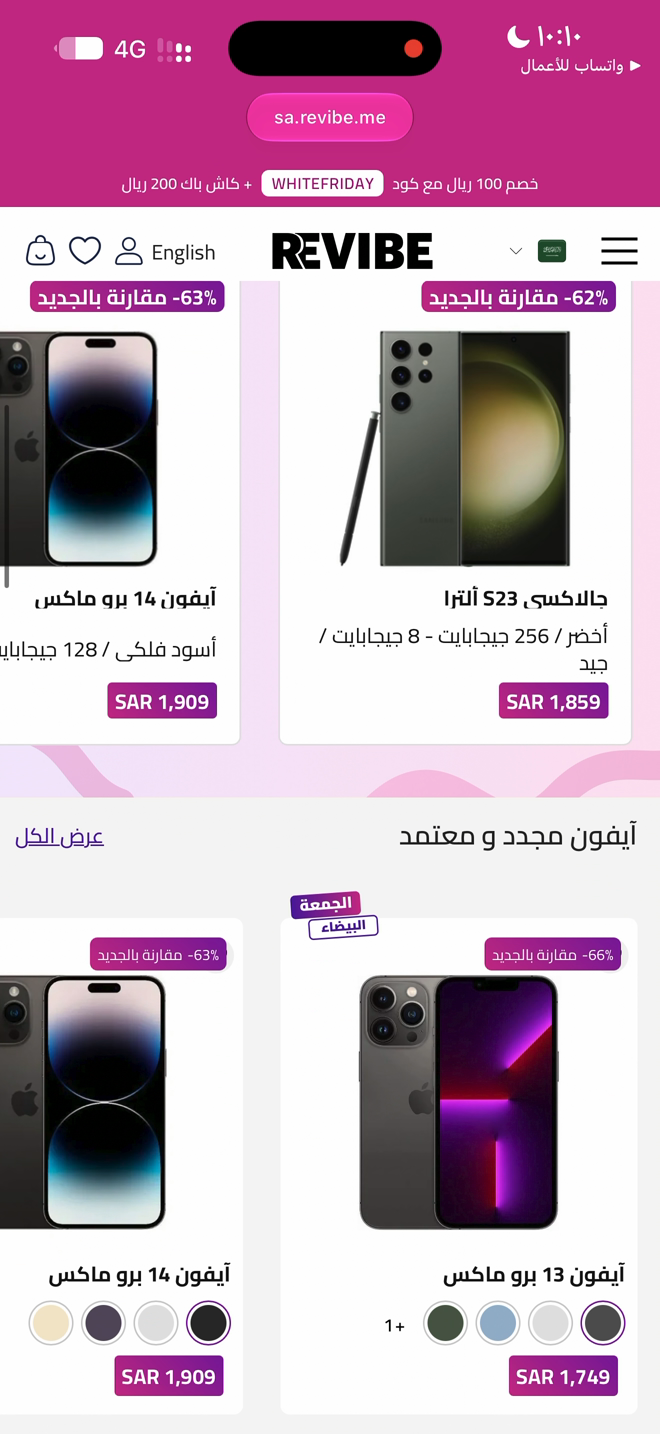 ١٠:١٠
4G
◀ واتساب للأعمال
sa.revibe.me
خصم 100 ريال مع كود WHITEFRIDAY + كاش باك 200 ريال
REVIBE
English
-62% مقارنة بالجديد
جالاكسي S23 ألترا
أخضر / 256 جيجابايت - 8 جيجابايت /
جيد
SAR 1,859
-63% مقارنة بالجديد
آيفون 14 برو ماكس
أسود فلكي / 128
SAR 1,909
آيفون مجدد و معتمد
عرض الكل
الجمعة
البيضاء
-66% مقارنة بالجديد
آيفون 13 برو ماكس
1+
SAR 1,749
-63% مقارنة بالجديد
آيفون 14 برو ماكس
SAR 1,909